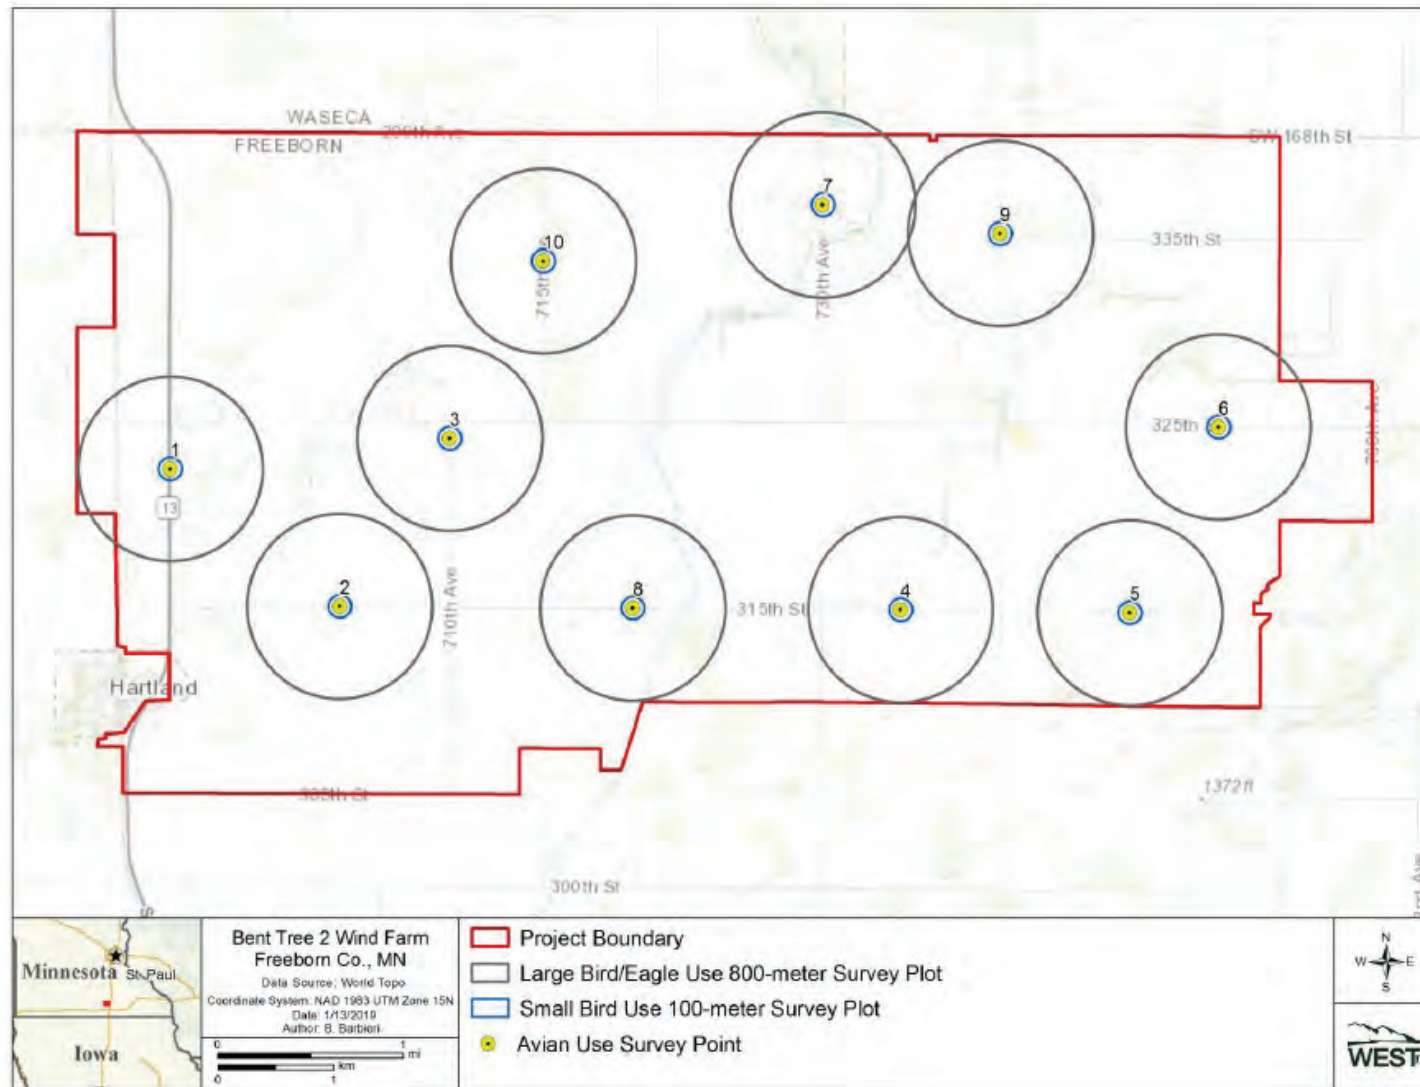 WASECA
FREEBORN
SW 168th St
7
9
10
335th St
715th
730th Ave
6
325th
3
1
13
2
8
4
5
315th St
710th Ave
Hartland
305th St
1372ft
300th St
Minnesota
St. Paul
Iowa
Bent Tree 2 Wind Farm
Freeborn Co., MN
Data Source: World Topo
Coordinate System: NAD 1983 UTM Zone 15N
Date: 1/13/2019
Author: B. Barbieri
0 1
mi
km
0 1
Project Boundary
Large Bird/Eagle Use 800-meter Survey Plot
Small Bird Use 100-meter Survey Plot
Avian Use Survey Point
N
W E
S
WEST